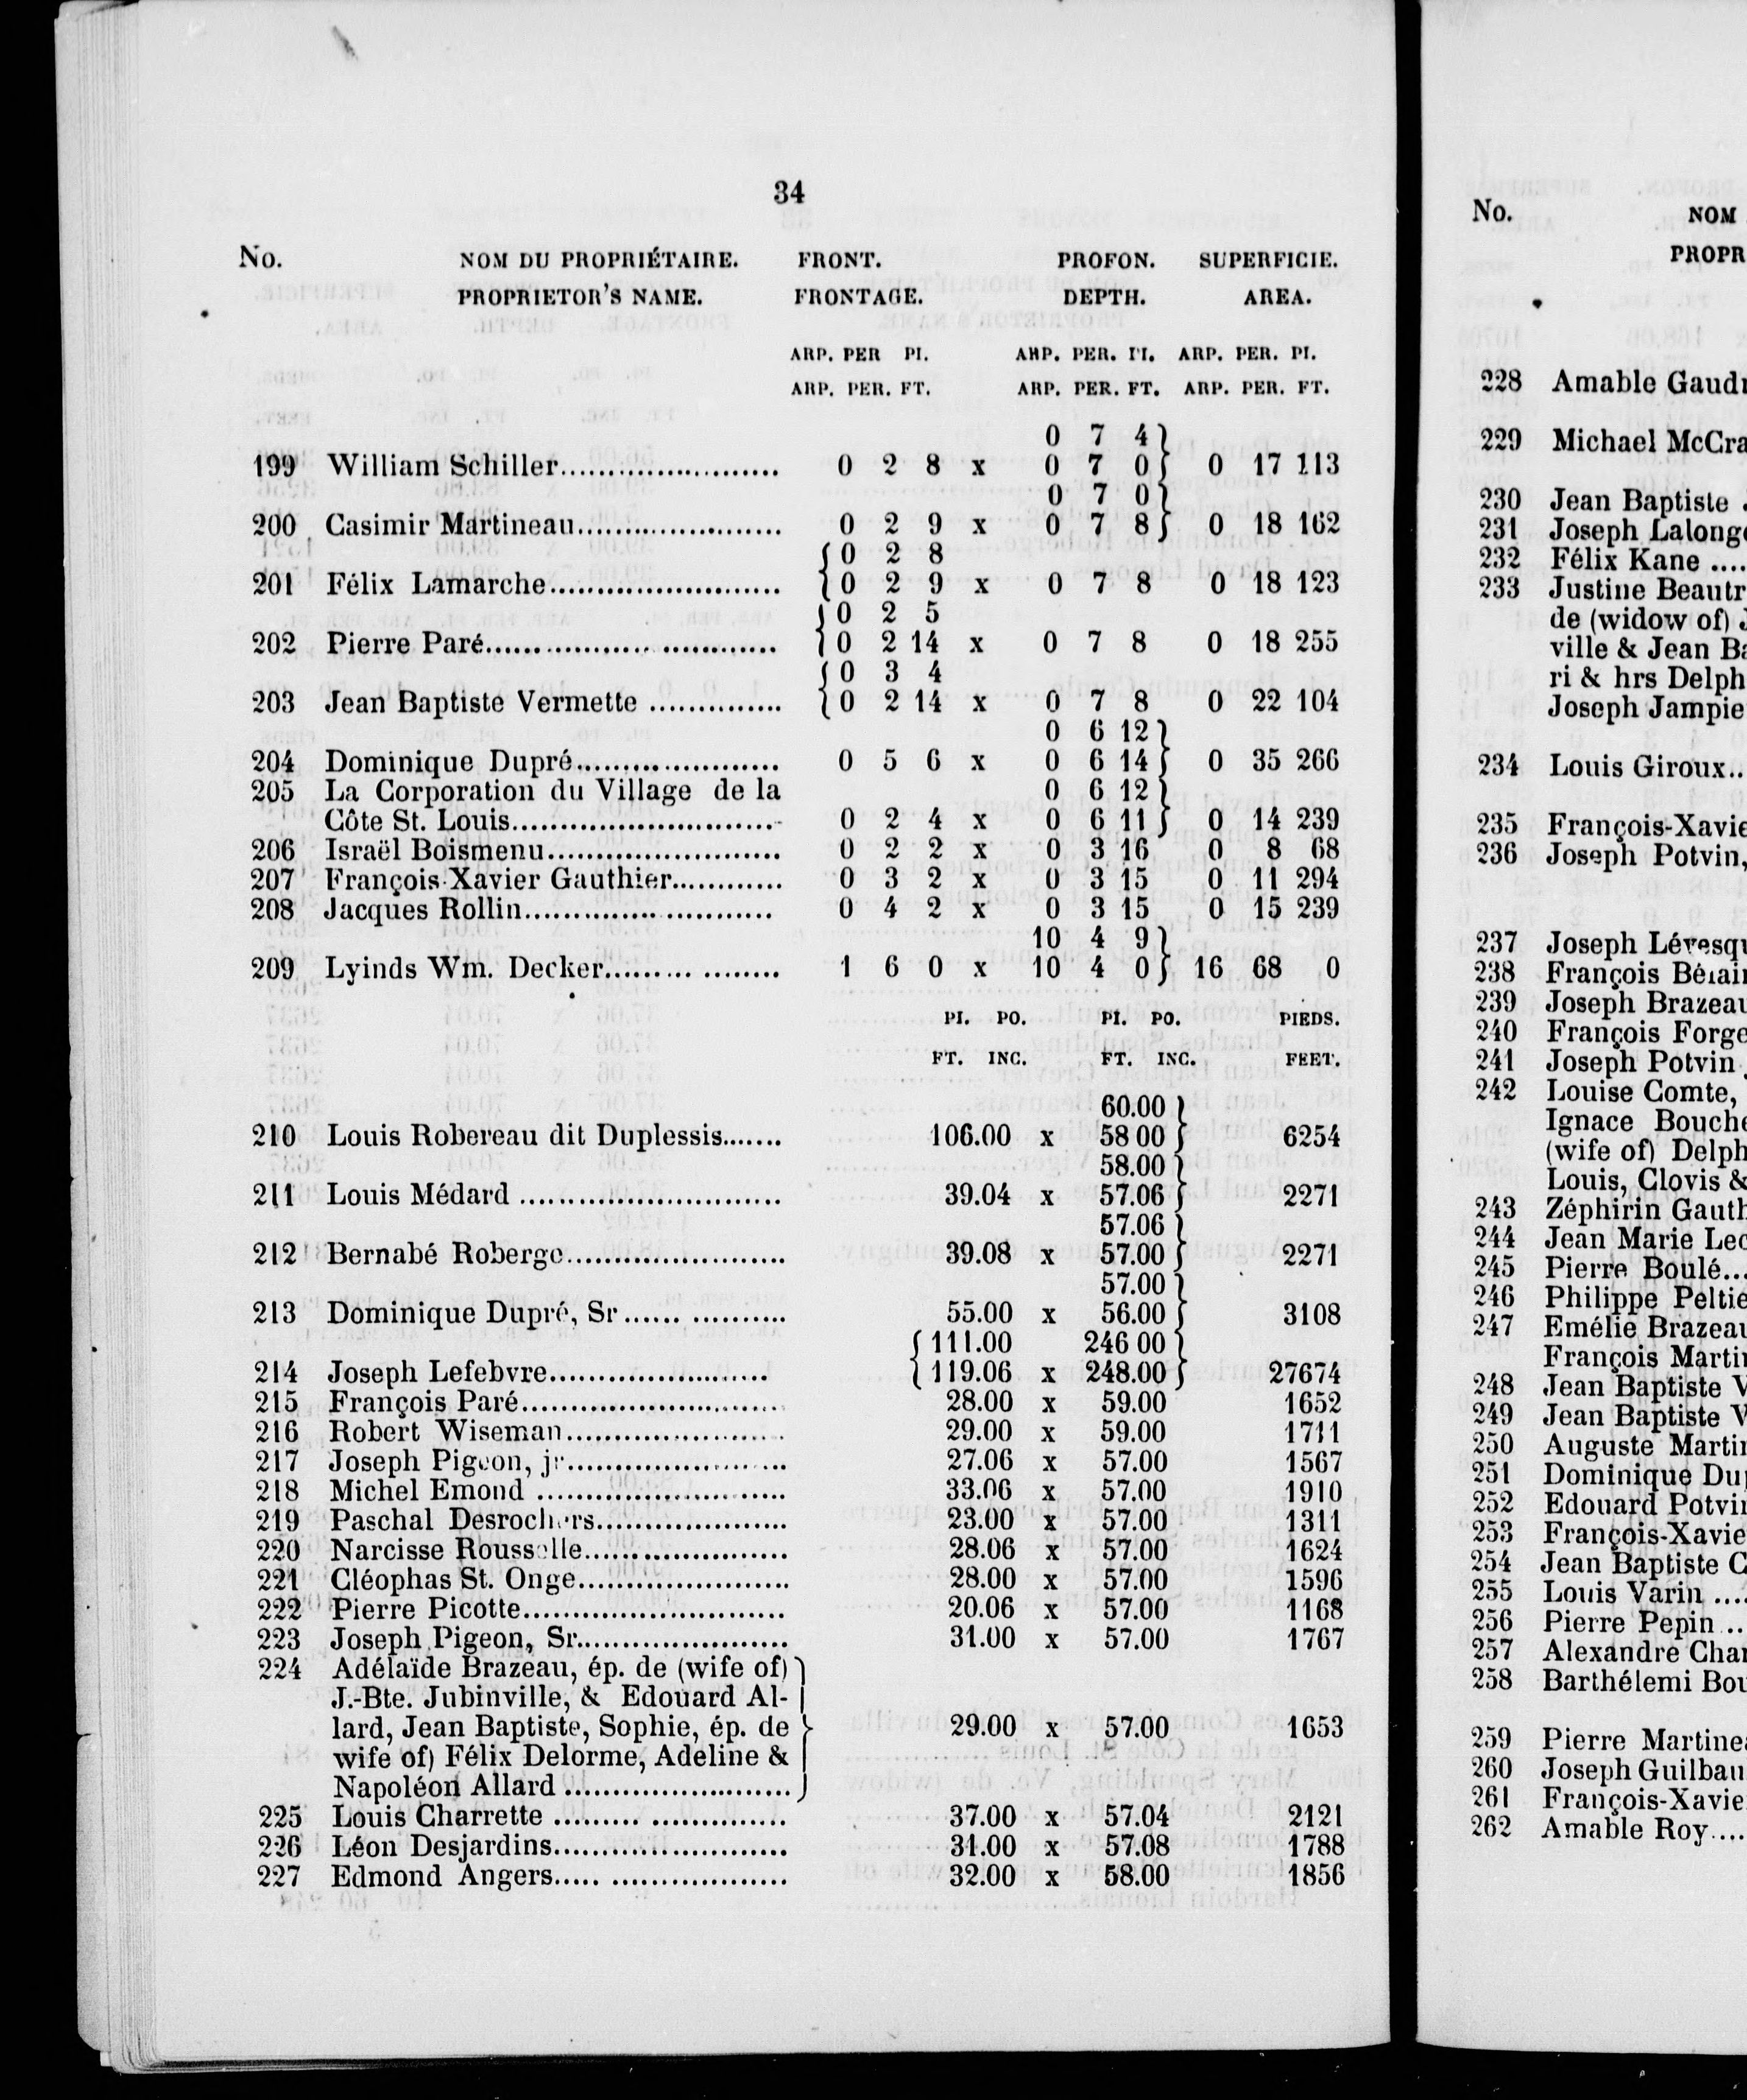 34
No. NOM DU PROPRIÉTAIRE. FRONT. PROFON. SUPERFICIE.
PROPRIETOR'S NAME. FRONTAGE. DEPTH. AREA.
ARP. PER PI. ARP. PER. PI. ARP. PER. PI.
ARP. PER. FT. ARP. PER. FT. ARP. PER. FT.
0 7 4}
199 William Schiller........................ 0 2 8 x 0 7 0} 0 17 113
0 7 0}
200 Casimir Martineau........................ 0 2 9 x 0 7 8} 0 18 162
{0 2 8
201 Félix Lamarche........................ {0 2 9 x 0 7 8 0 18 123
{0 2 5
202 Pierre Paré........................ {0 2 14 x 0 7 8 0 18 255
{0 3 4
203 Jean Baptiste Vermette .............. {0 2 14 x 0 7 8 0 22 104
0 6 12}
204 Dominique Dupré...................... 0 5 6 x 0 6 14} 0 35 266
205 La Corporation du Village de la 0 6 12}
Côte St. Louis........................... 0 2 4 x 0 6 11} 0 14 239
206 Israël Boismenu........................ 0 2 2 x 0 3 16 0 8 68
207 François Xavier Gauthier............ 0 3 2 x 0 3 15 0 11 294
208 Jacques Rollin.......................... 0 4 2 x 0 3 15 0 15 239
10 4 9}
209 Lyinds Wm. Decker.................. 1 6 0 x 10 4 0} 16 68 0
PI. PO. PI. PO. PIEDS.
FT. INC. FT. INC. FEET.
60.00}
210 Louis Robereau dit Duplessis....... 106.00 x 58 00} 6254
58.00}
211 Louis Médard ........................... 39.04 x 57.06} 2271
57.06}
212 Bernabé Roberge....................... 39.08 x 57.00} 2271
57.00}
213 Dominique Dupré, Sr................ 55.00 x 56.00} 3108
{111.00 246 00}
214 Joseph Lefebvre....................... {119.06 x 248.00} 27674
215 François Paré........................... 28.00 x 59.00 1652
216 Robert Wiseman....................... 29.00 x 59.00 1711
217 Joseph Pigeon, jr....................... 27.06 x 57.00 1567
218 Michel Emond .......................... 33.06 x 57.00 1910
219 Paschal Desrochers.................... 23.00 x 57.00 1311
220 Narcisse Rousselle..................... 28.06 x 57.00 1624
221 Cléophas St. Onge...................... 28.00 x 57.00 1596
222 Pierre Picotte........................... 20.06 x 57.00 1168
223 Joseph Pigeon, Sr...................... 31.00 x 57.00 1767
224 Adélaïde Brazeau, ép. de (wife of)
J.-Bte. Jubinville, & Edouard Al-
lard, Jean Baptiste, Sophie, ép. de } 29.00 x 57.00 1653
wife of) Félix Delorme, Adeline &
Napoléon Allard .......................
225 Louis Charrette ........................ 37.00 x 57.04 2121
226 Léon Desjardins........................ 31.00 x 57.08 1788
227 Edmond Angers........................ 32.00 x 58.00 1856
No. NOM
PROPR
228 Amable Gaud
229 Michael McCra
230 Jean Baptiste
231 Joseph Lalong
232 Félix Kane ....
233 Justine Beautr
de (widow of) J
ville & Jean Ba
ri & hrs Delph
Joseph Jampie
234 Louis Giroux..
235 François-Xavie
236 Joseph Potvin,
237 Joseph Lévesqu
238 François Bélair
239 Joseph Brazeau
240 François Forge
241 Joseph Potvin
242 Louise Comte,
Ignace Bouche
(wife of) Delph
Louis, Clovis &
243 Zéphirin Gauth
244 Jean Marie Lec
245 Pierre Boulé...
246 Philippe Peltie
247 Emélie Brazeau
François Martin
248 Jean Baptiste V
249 Jean Baptiste V
250 Auguste Martin
251 Dominique Dup
252 Edouard Potvin
253 François-Xavie
254 Jean Baptiste C
255 Louis Varin ....
256 Pierre Pepin ..
257 Alexandre Char
258 Barthélemi Bou
259 Pierre Martinea
260 Joseph Guilbau
261 François-Xavie
262 Amable Roy....